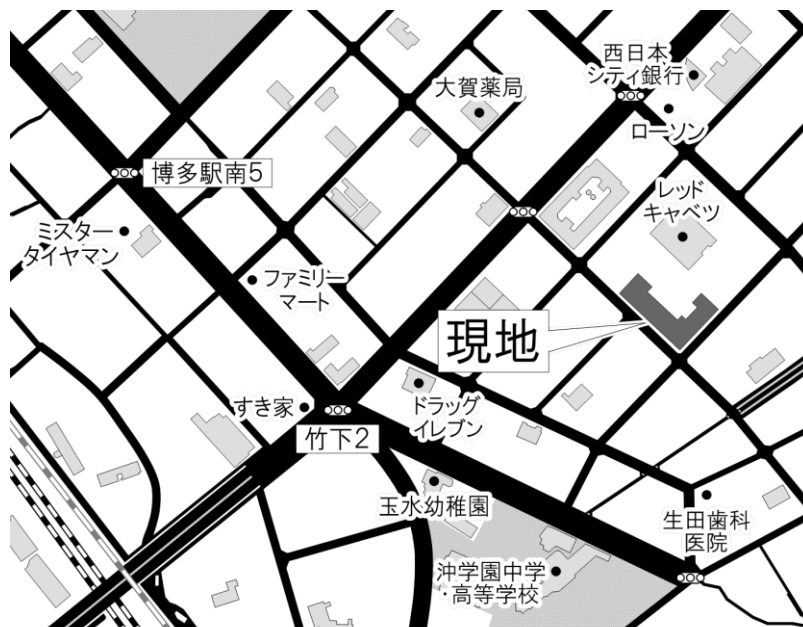 西日本
シティ銀行
大賀薬局
ローソン
博多駅南5
レッド
キャベツ
ミスター
タイヤマン
ファミリー
マート
現地
すき家
ドラッグ
イレブン
竹下2
玉水幼稚園
生田歯科
医院
沖学園中学
・高等学校